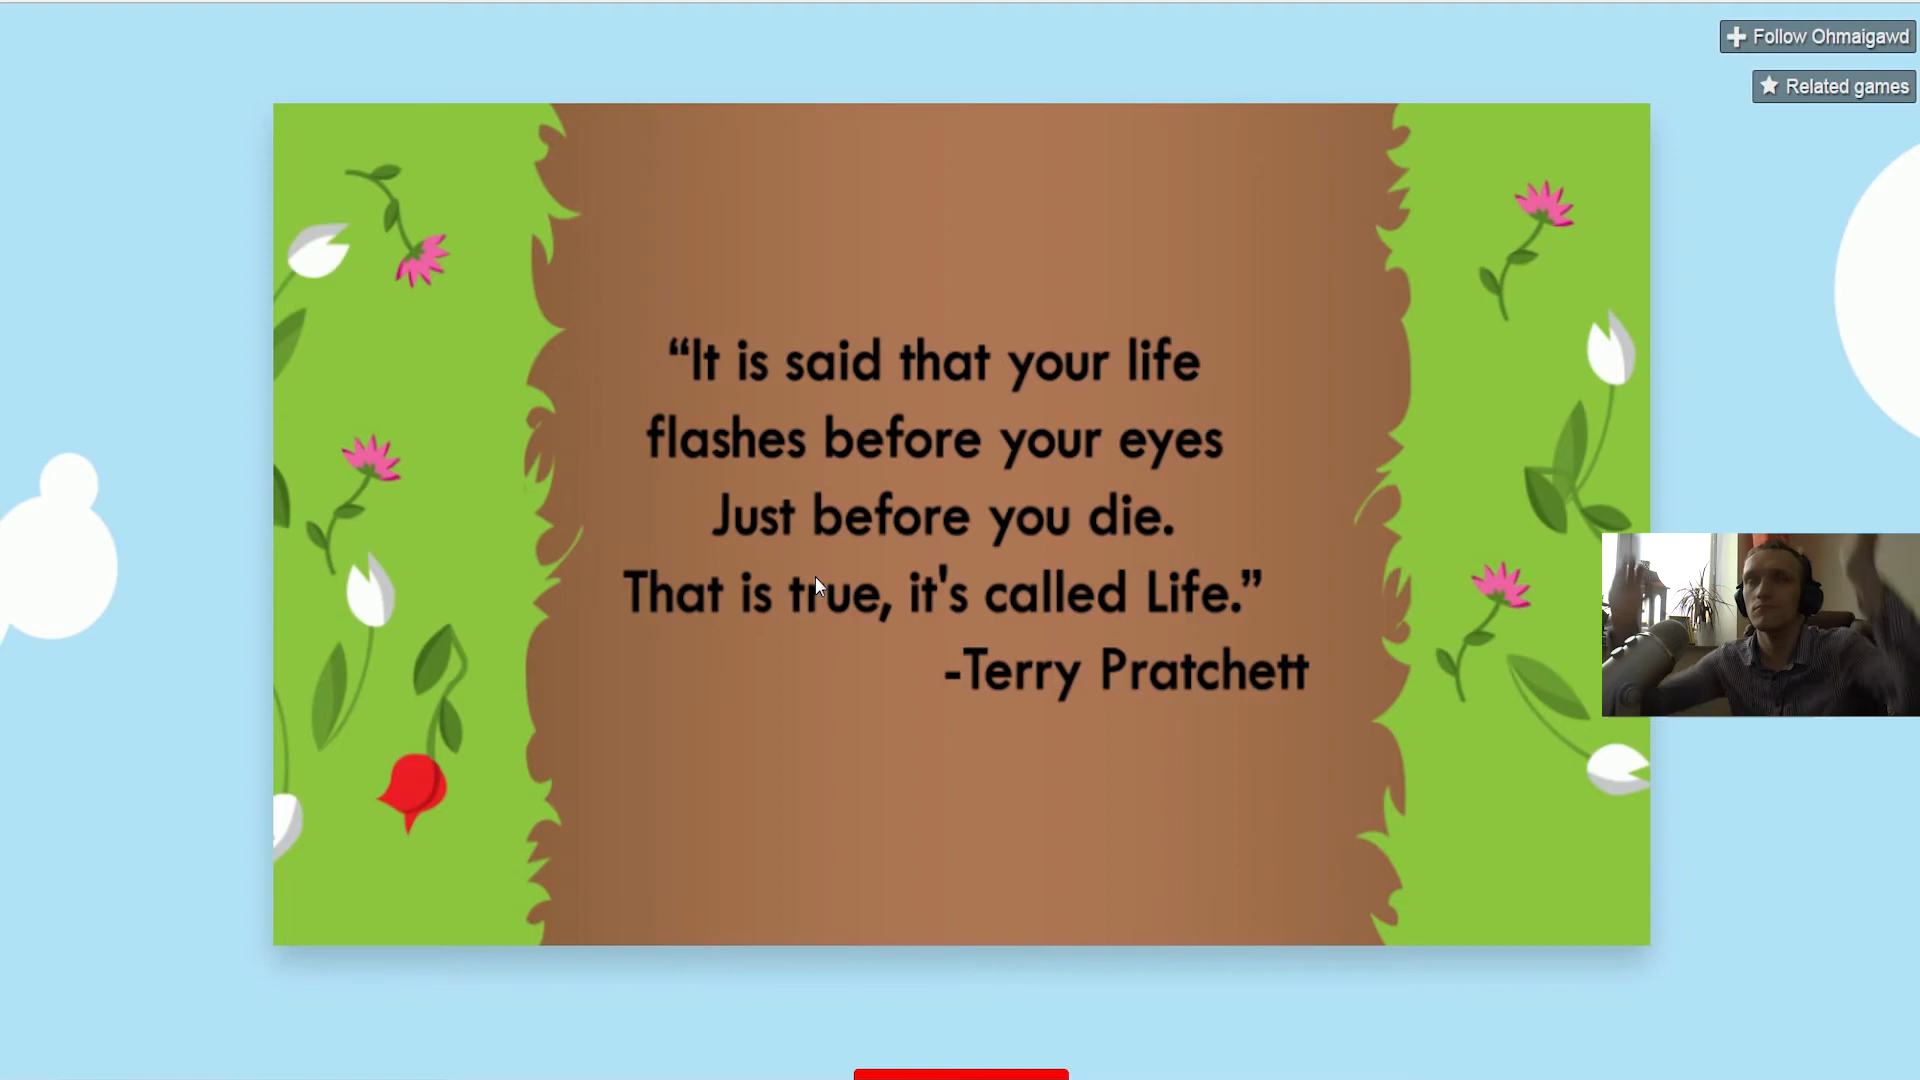 Follow Ohmaigawd
Related games
“It is said that your life
flashes before your eyes
Just before you die.
That is true, it's called Life.”
-Terry Pratchett